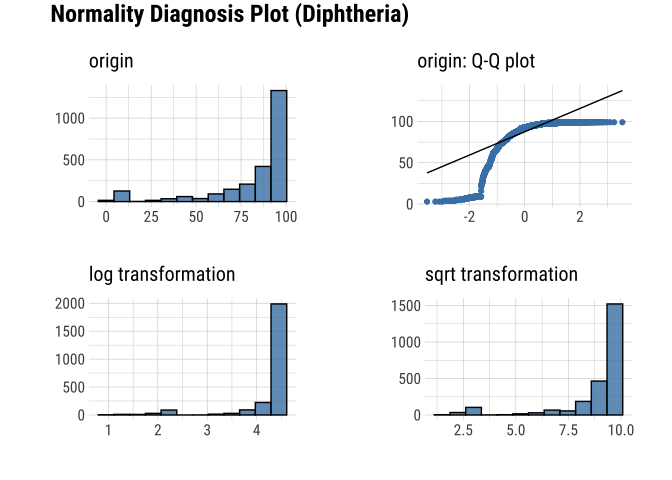 Normality Diagnosis Plot (Diphtheria)
origin
1000
500
0
0 25 50 75 100
origin: Q-Q plot
100
50
0
-2 0 2
log transformation
2000
1500
1000
500
0
1 2 3 4
sqrt transformation
1500
1000
500
0
2.5 5.0 7.5 10.0